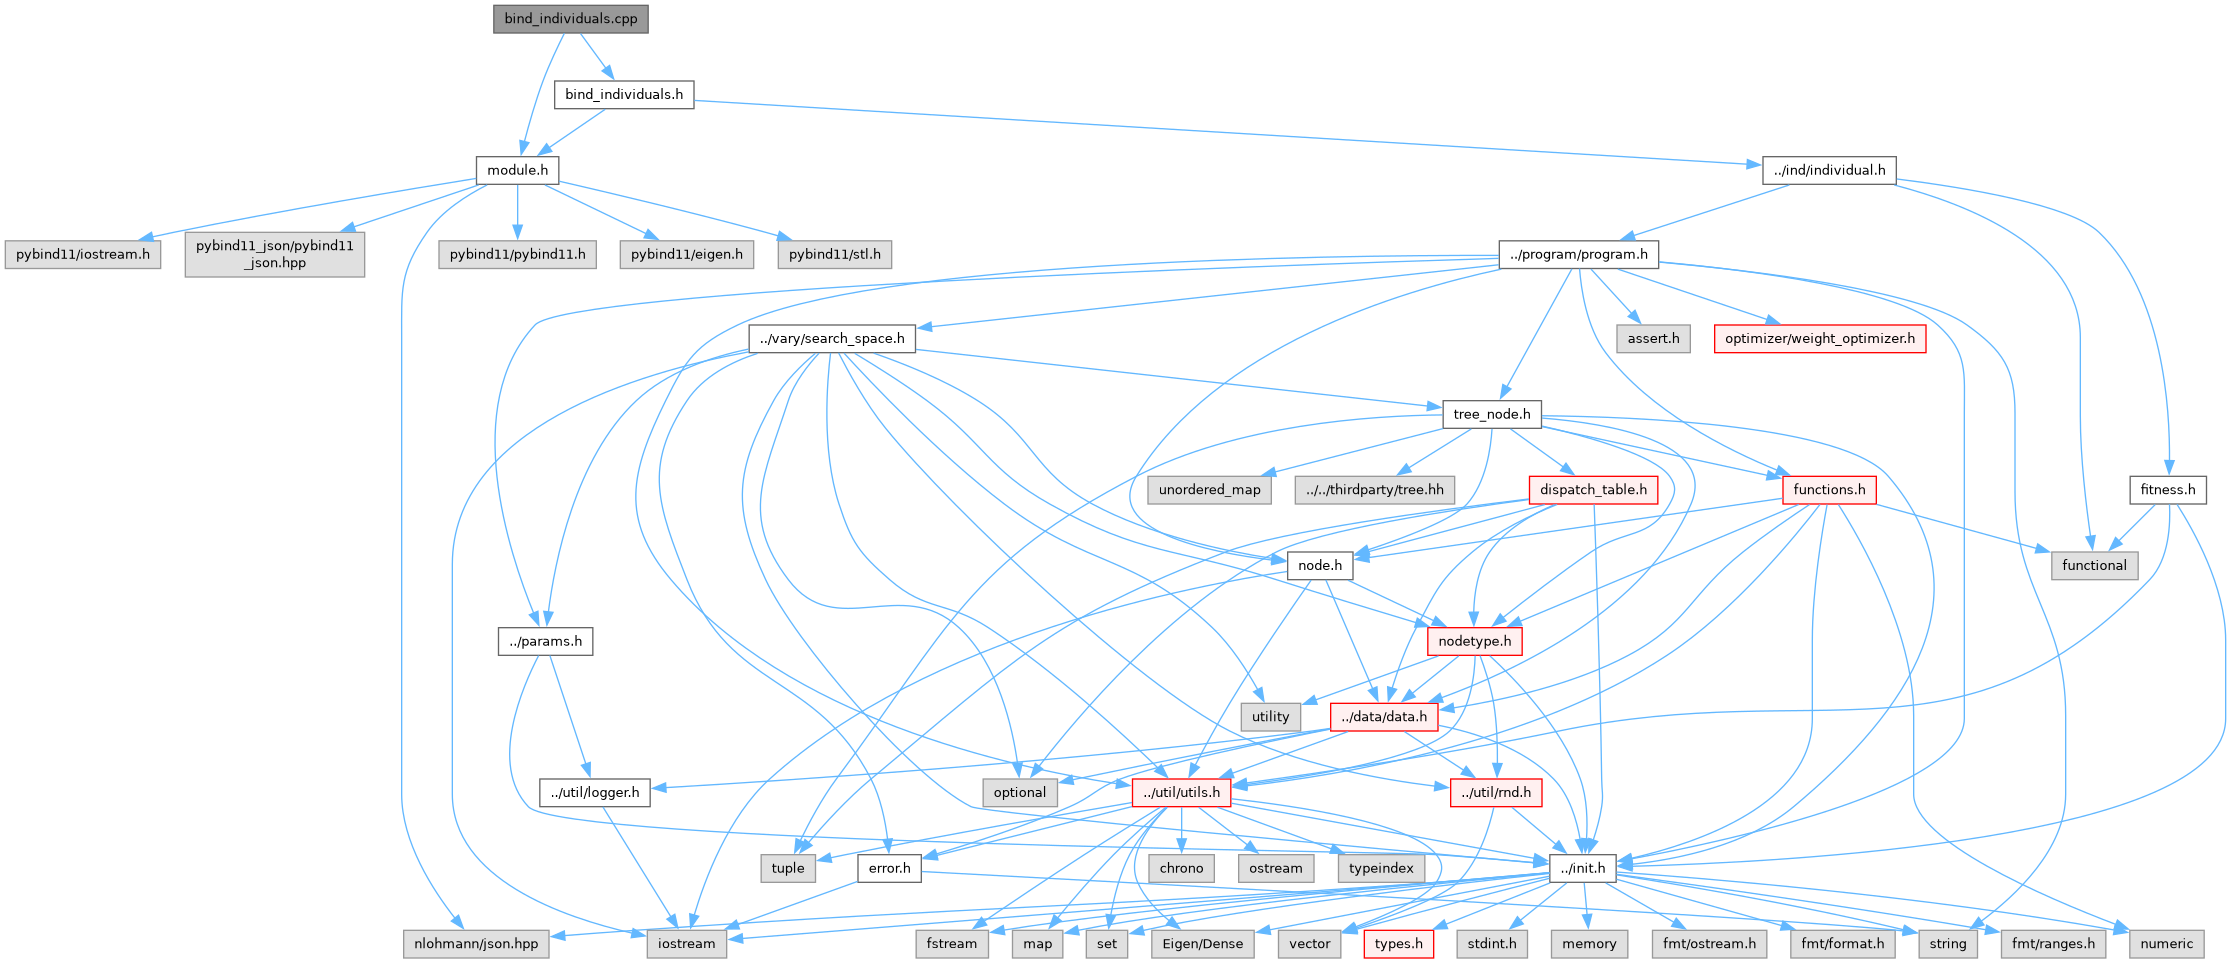 bind_individuals.cpp
bind_individuals.h
module.h
../ind/individual.h
pybind11/iostream.h
pybind11_json/pybind11
_json.hpp
pybind11/pybind11.h
pybind11/eigen.h
pybind11/stl.h
../program/program.h
../vary/search_space.h
assert.h
optimizer/weight_optimizer.h
tree_node.h
unordered_map
../../thirdparty/tree.hh
dispatch_table.h
functions.h
fitness.h
node.h
functional
../params.h
nodetype.h
utility
../data/data.h
../util/logger.h
optional
../util/utils.h
../util/rnd.h
tuple
error.h
chrono
ostream
typeindex
../init.h
nlohmann/json.hpp
iostream
fstream
map
set
Eigen/Dense
vector
types.h
stdint.h
memory
fmt/ostream.h
fmt/format.h
string
fmt/ranges.h
numeric